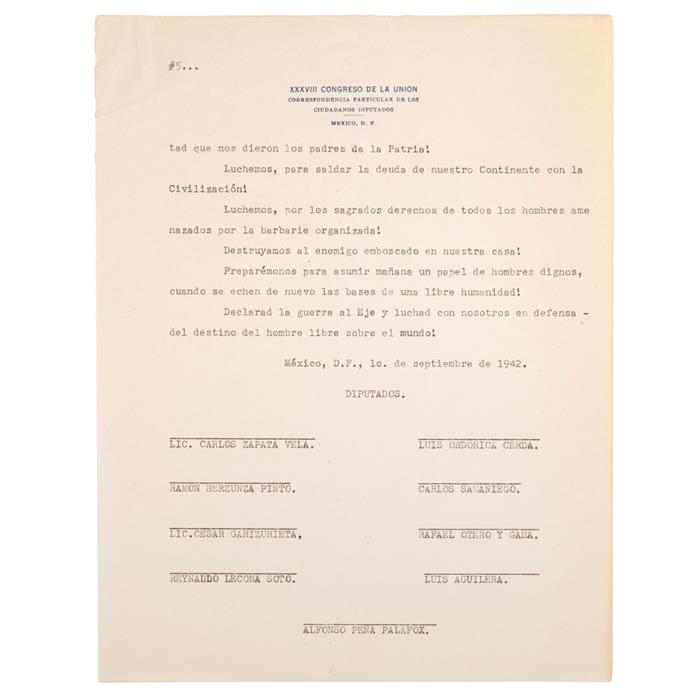 #5...
XXXVIII CONGRESO DE LA UNION
CORRESPONDENCIA PARTICULAR DE LOS
CIUDADANOS DIPUTADOS
MEXICO, D. F.
tad que nos dieron los padres de la Patria!
Luchemos, para saldar la deuda de nuestro Continente con la
Civilización!
Luchemos, por los sagrados derechos de todos los hombres ame
nazados por la barbarie organizada!
Destruyamos al enemigo emboscado en nuestra casa!
Preparémonos para asumir mañana un papel de hombres dignos,
cuando se echen de nuevo las bases de una libre humanidad!
Declarad la guerra al Eje y luchad con nosotros en defensa -
del destino del hombre libre sobre el mundo!
México, D.F., 1o. de septiembre de 1942.
DIPUTADOS.
LIC. CARLOS ZAPATA VELA. LUIS ORDORICA CERDA.
RAMON BERZUNZA PINTO. CARLOS SAMANIEGO.
LIC.CESAR GARIZURIETA, RAFAEL OTERO Y GAMA.
REYNALDO LECONA SOTO. LUIS AGUILERA.
ALFONSO PEÑA PALAFOX.